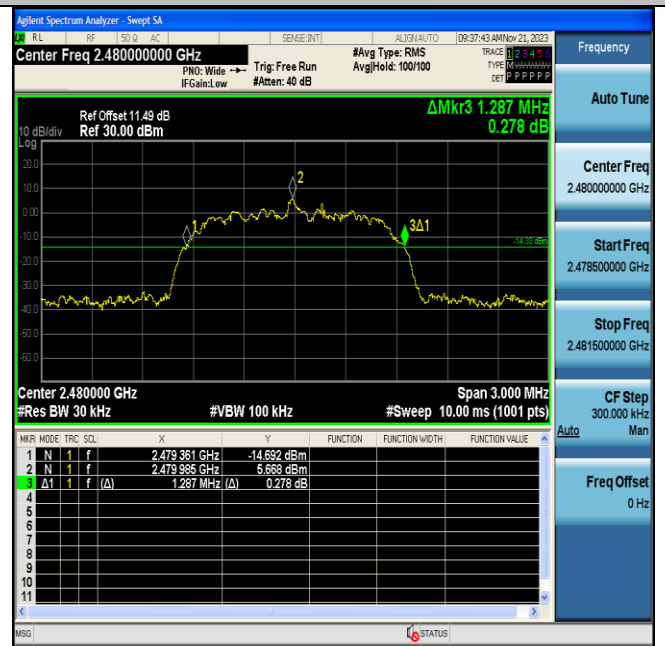 Agilent Spectrum Analyzer - Swept SA
RL RF 50 Ω AC SENSE:INT ALIGN AUTO 09:37:43 AM Nov 21, 2023
Center Freq 2.480000000 GHz #Avg Type: RMS TRACE 1 2 3 4 5 6
PNO: Wide Trig: Free Run Avg|Hold: 100/100 TYPE M
IFGain:Low #Atten: 40 dB DET P P P P P P
ΔMkr3 1.287 MHz
0.278 dB
Ref Offset 11.49 dB
10 dB/div Ref 30.00 dBm
Log
20.0
10.0
0.00
-10.0
-20.0
-30.0
-40.0
-50.0
-60.0
1
2
3Δ1
-14.33 dBm
Center 2.480000 GHz Span 3.000 MHz
#Res BW 30 kHz #VBW 100 kHz #Sweep 10.00 ms (1001 pts)
MKR MODE TRC SCL X Y FUNCTION FUNCTION WIDTH FUNCTION VALUE
1 N 1 f 2.479 361 GHz -14.692 dBm
2 N 1 f 2.479 985 GHz 5.668 dBm
3 Δ1 1 f (Δ) 1.287 MHz (Δ) 0.278 dB
4
5
6
7
8
9
10
11
MSG STATUS
Frequency
Auto Tune
Center Freq
2.480000000 GHz
Start Freq
2.478500000 GHz
Stop Freq
2.481500000 GHz
CF Step
300.000 kHz
Auto Man
Freq Offset
0 Hz